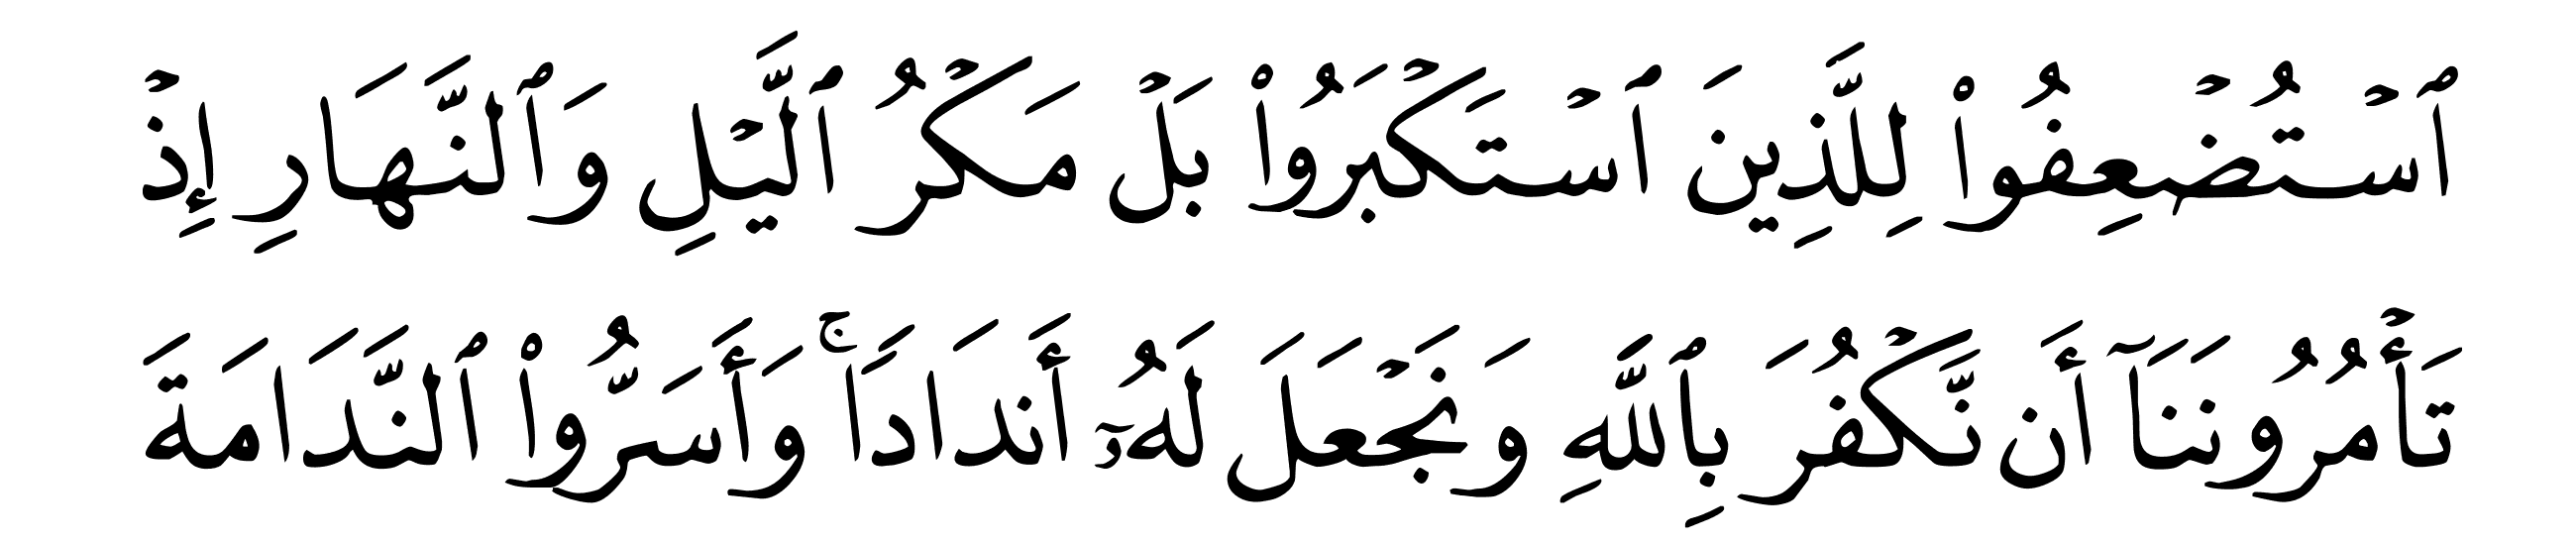 ٱسۡتُضۡعِفُواْ لِلَّذِينَ ٱسۡتَكۡبَرُواْ بَلۡ مَكۡرُ ٱلَّيۡلِ وَٱلنَّهَارِ إِذۡ
تَأۡمُرُونَنَآ أَن نَّكۡفُرَ بِٱللَّهِ وَنَجۡعَلَ لَهُۥٓ أَندَادٗاۚ وَأَسَرُّواْ ٱلنَّدَامَةَ